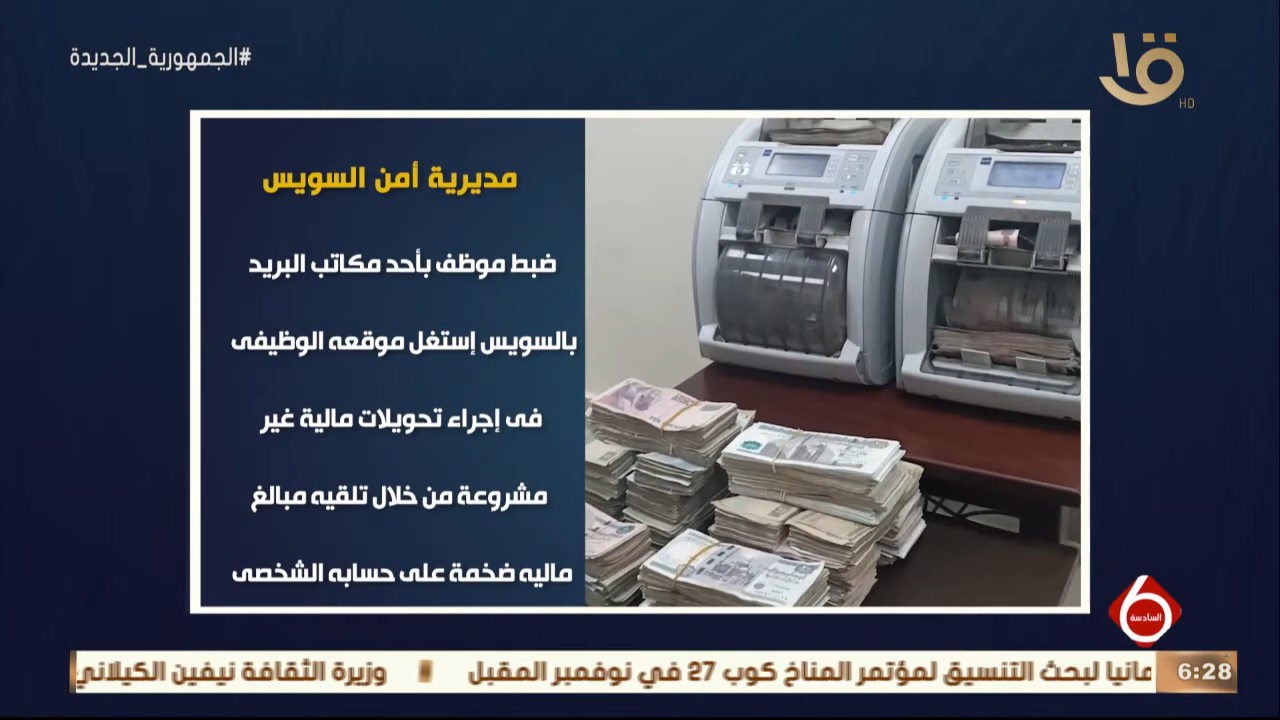 #الجمهورية_الجديدة
HD
مديرية أمن السويس
ضبط موظف بأحد مكاتب البريد
بالسويس إستغل موقعه الوظيفى
فى إجراء تحويلات مالية غير
مشروعة من خلال تلقيه مبالغ
ماليه ضخمة على حسابه الشخصى
6
السادسة
6:28
مانيا لبحث التنسيق لمؤتمر المناخ كوب 27 في نوفمبر المقبل وزيرة الثقافة نيفين الكيلاني